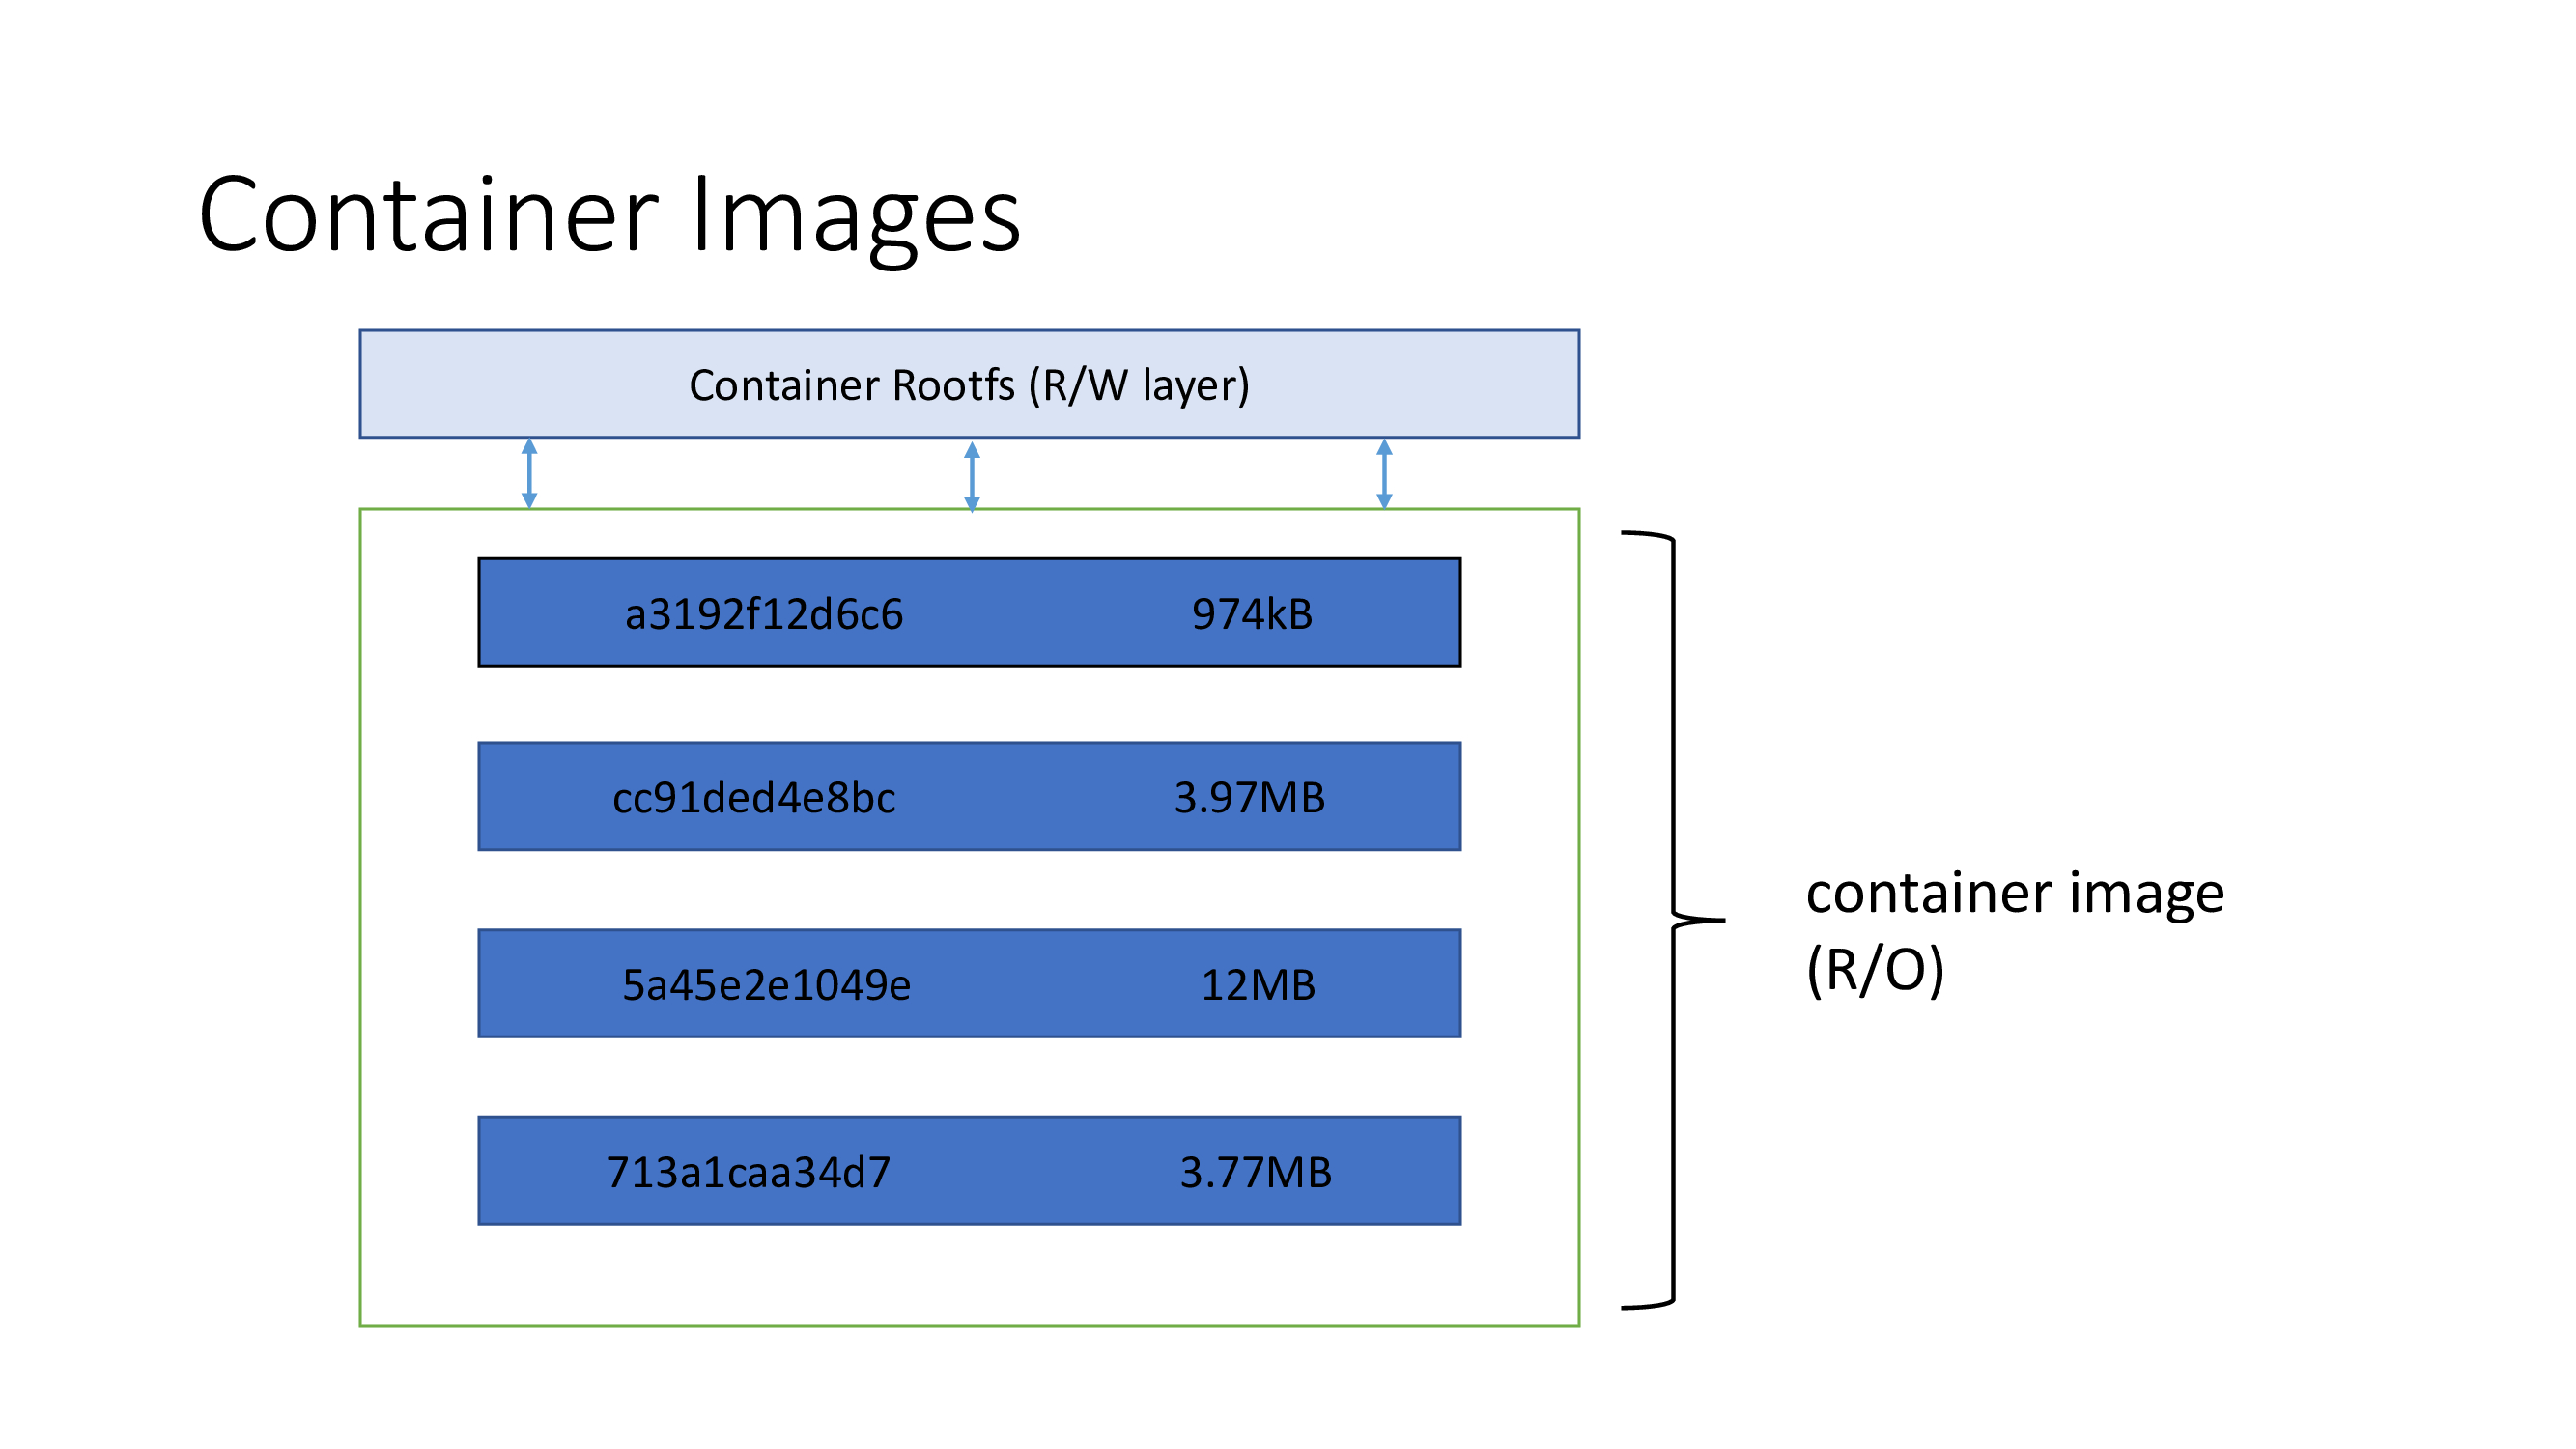 Container Images
Container Rootfs (R/W layer)
a3192f12d6c6 974kB
cc91ded4e8bc 3.97MB
5a45e2e1049e 12MB
713a1caa34d7 3.77MB
container image
(R/O)